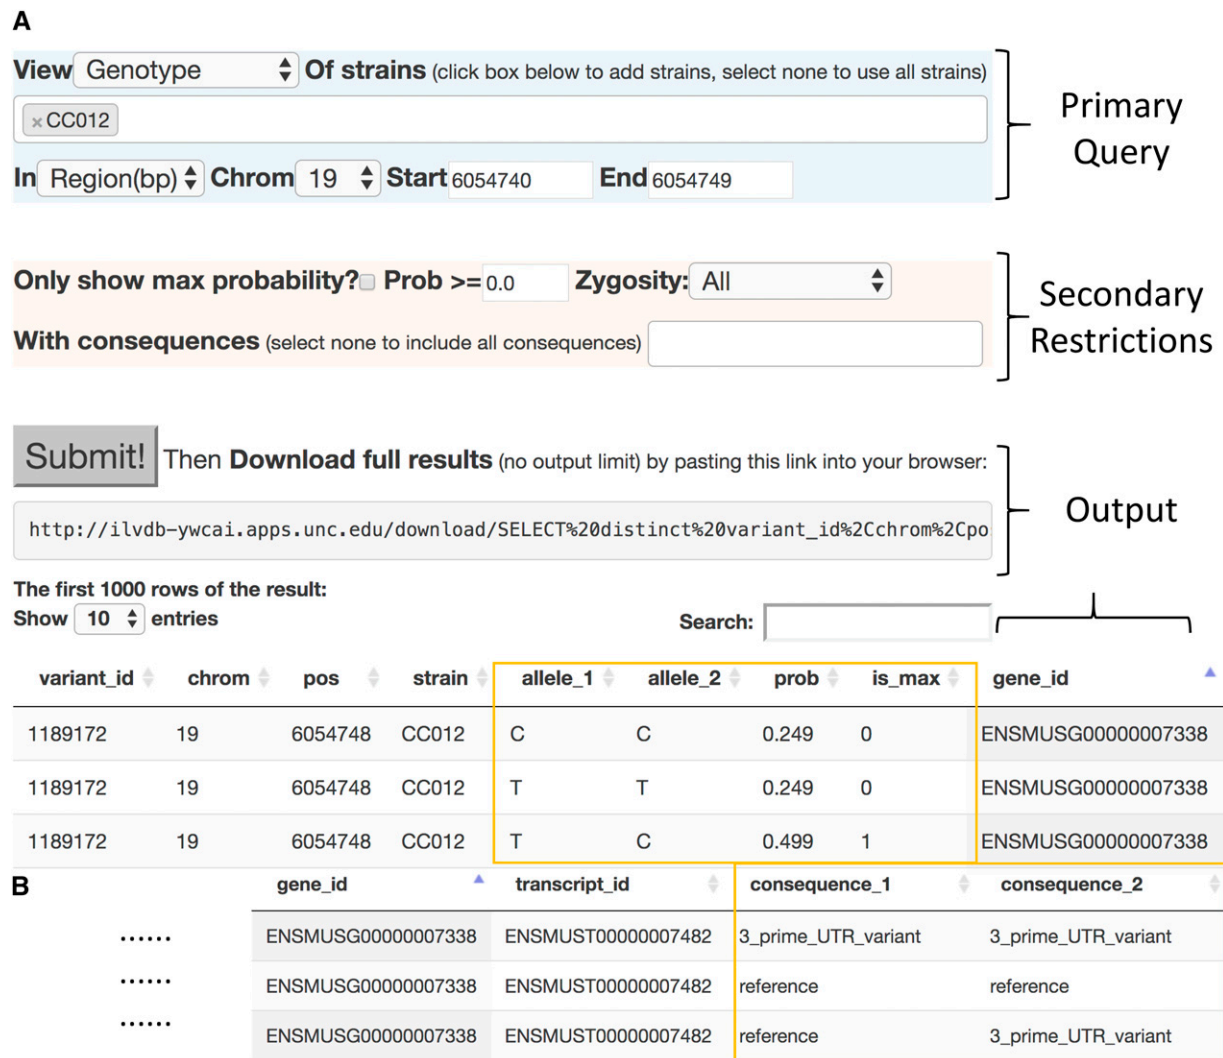 A
View Genotype Of strains (click box below to add strains, select none to use all strains)
×CC012
In Region(bp) Chrom 19 Start 6054740 End 6054749
Primary
Query
Only show max probability? Prob >= 0.0 Zygosity: All
With consequences (select none to include all consequences)
Secondary
Restrictions
Submit! Then Download full results (no output limit) by pasting this link into your browser:
http://ilvdb-ywcai.apps.unc.edu/download/SELECT%20distinct%20variant_id%2Cchrom%2Cpo
Output
The first 1000 rows of the result:
Show 10 entries Search:
variant_id chrom pos strain allele_1 allele_2 prob is_max gene_id
1189172 19 6054748 CC012 C C 0.249 0 ENSMUSG00000007338
1189172 19 6054748 CC012 T T 0.249 0 ENSMUSG00000007338
1189172 19 6054748 CC012 T C 0.499 1 ENSMUSG00000007338
B
gene_id transcript_id consequence_1 consequence_2
...... ENSMUSG00000007338 ENSMUST00000007482 3_prime_UTR_variant 3_prime_UTR_variant
...... ENSMUSG00000007338 ENSMUST00000007482 reference reference
...... ENSMUSG00000007338 ENSMUST00000007482 reference 3_prime_UTR_variant